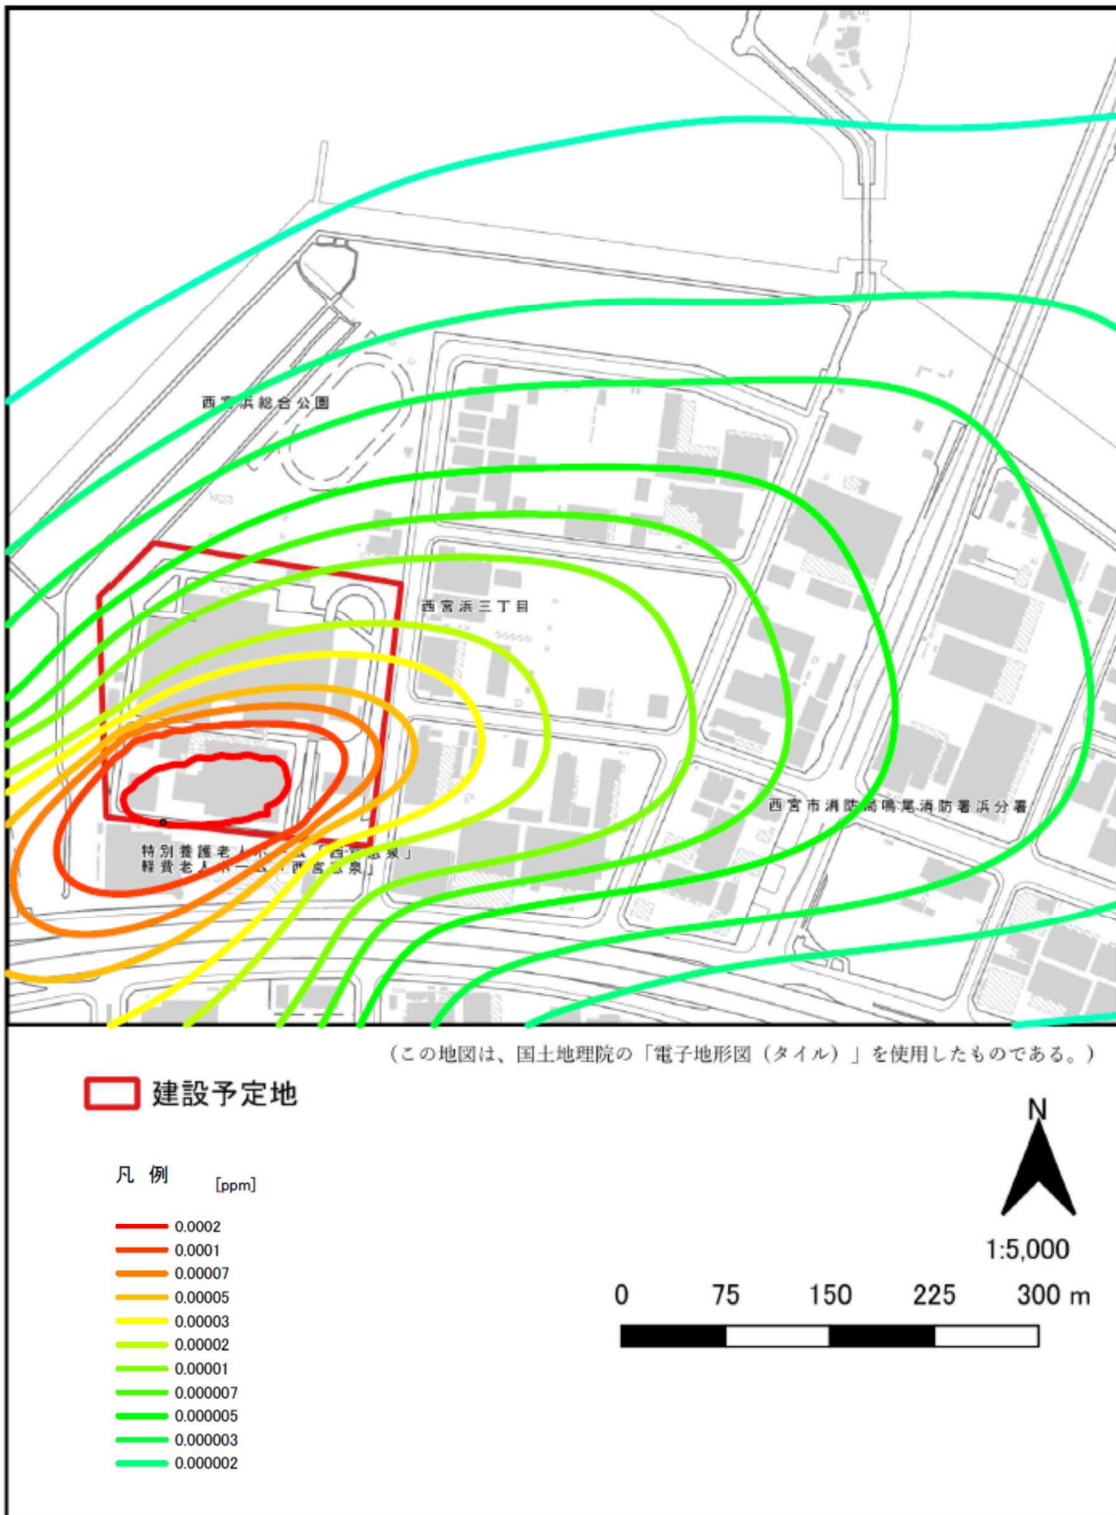 西宮浜総合公園
西宮浜三丁目
西宮市消防局鳴尾消防署浜分署
特別養護老人ホーム「西宮恵泉」
軽費老人ホーム「西宮恵泉」
(この地図は、国土地理院の「電子地形図(タイル)」を使用したものである。)
建設予定地
N
凡 例
[ppm]
0.0002
0.0001
0.00007
0.00005
0.00003
0.00002
0.00001
0.000007
0.000005
0.000003
0.000002
1:5,000
0 75 150 225 300 m